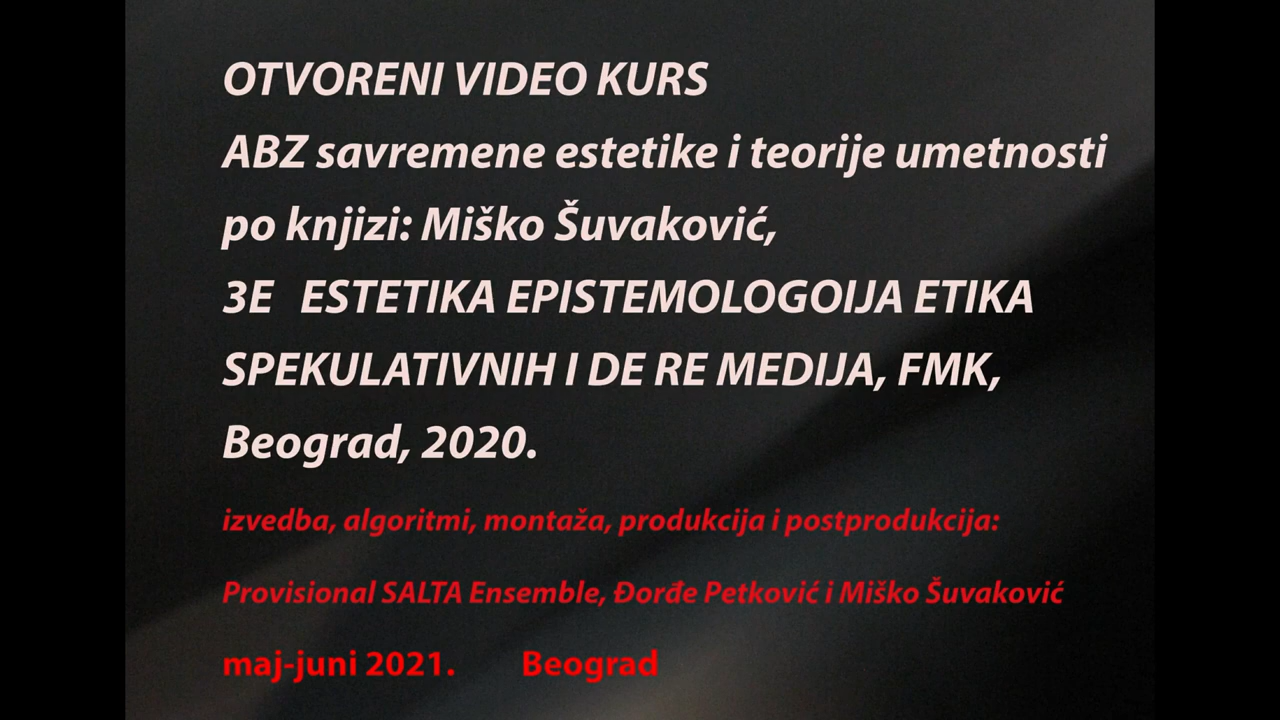 OTVORENI VIDEO KURS
ABZ savremene estetike i teorije umetnosti
po knjizi: Miško Šuvaković,
3E ESTETIKA EPISTEMOLOGOIJA ETIKA
SPEKULATIVNIH I DE RE MEDIJA, FMK,
Beograd, 2020.
izvedba, algoritmi, montaža, produkcija i postprodukcija:
Provisional SALTA Ensemble, Đorđe Petković i Miško Šuvaković
maj-juni 2021. Beograd